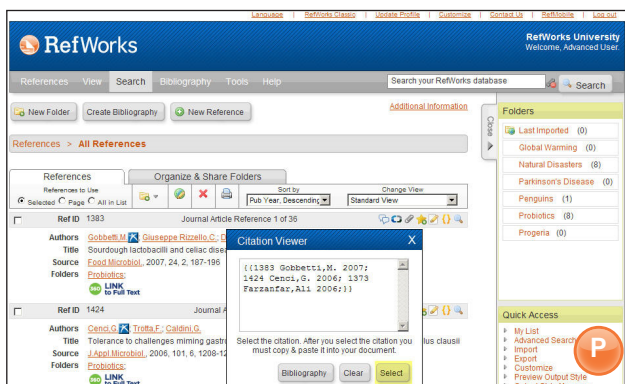 Language | RefWorks Classic | Update Profile | Customize | Contact Us | RefMobile | Log out
RefWorks
RefWorks University
Welcome, Advanced User.
References View Search Bibliography Tools Help
Search your RefWorks database
Search
New Folder
Create Bibliography
New Reference
Additional Information
References > All References
References
Organize & Share Folders
References to Use
Selected Page All in List
Sort by
Pub Year, Descending
Change View
Standard View
Ref ID 1383 Journal Article Reference 1 of 36
Authors Gobbetti,M.; Giuseppe Rizzello,C.; D
Title Sourdough lactobacilli and celiac disea
Source Food Microbiol., 2007, 24, 2, 187-196
Folders Probiotics;
360 LINK
to Full Text
Ref ID 1424 Journal A
Authors Cenci,G.; Trotta,F.; Caldini,G.
Title Tolerance to challenges miming gastr
lus clausii
Source J.Appl.Microbiol., 2006, 101, 6, 1208-12
Folders Probiotics;
360 LINK
to Full Text
Citation Viewer X
{{1383 Gobbetti,M. 2007;
1424 Cenci,G. 2006; 1373
Farzanfar,Ali 2006;}}
Select the citation. After you select the citation you
must copy & paste it into your document.
Bibliography
Clear
Select
Close
Folders
Last Imported (0)
Global Warming (0)
Natural Disasters (8)
Parkinson's Disease (0)
Penguins (1)
Probiotics (8)
Progeria (0)
Quick Access
My List
Advanced Search
Import
Export
Customize
Preview Output Style
P